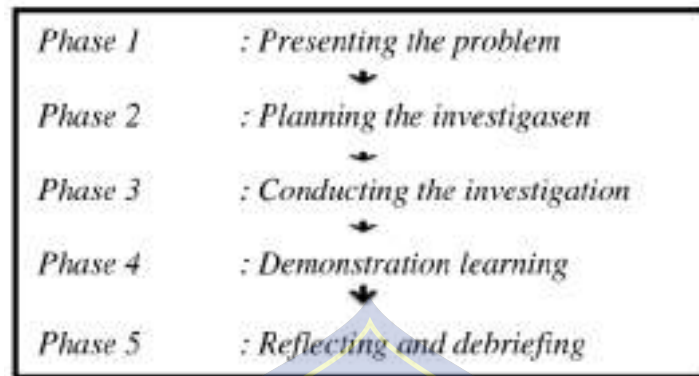 Phase 1 : Presenting the problem
Phase 2 : Planning the investigasen
Phase 3 : Conducting the investigation
Phase 4 : Demonstration learning
Phase 5 : Reflecting and debriefing